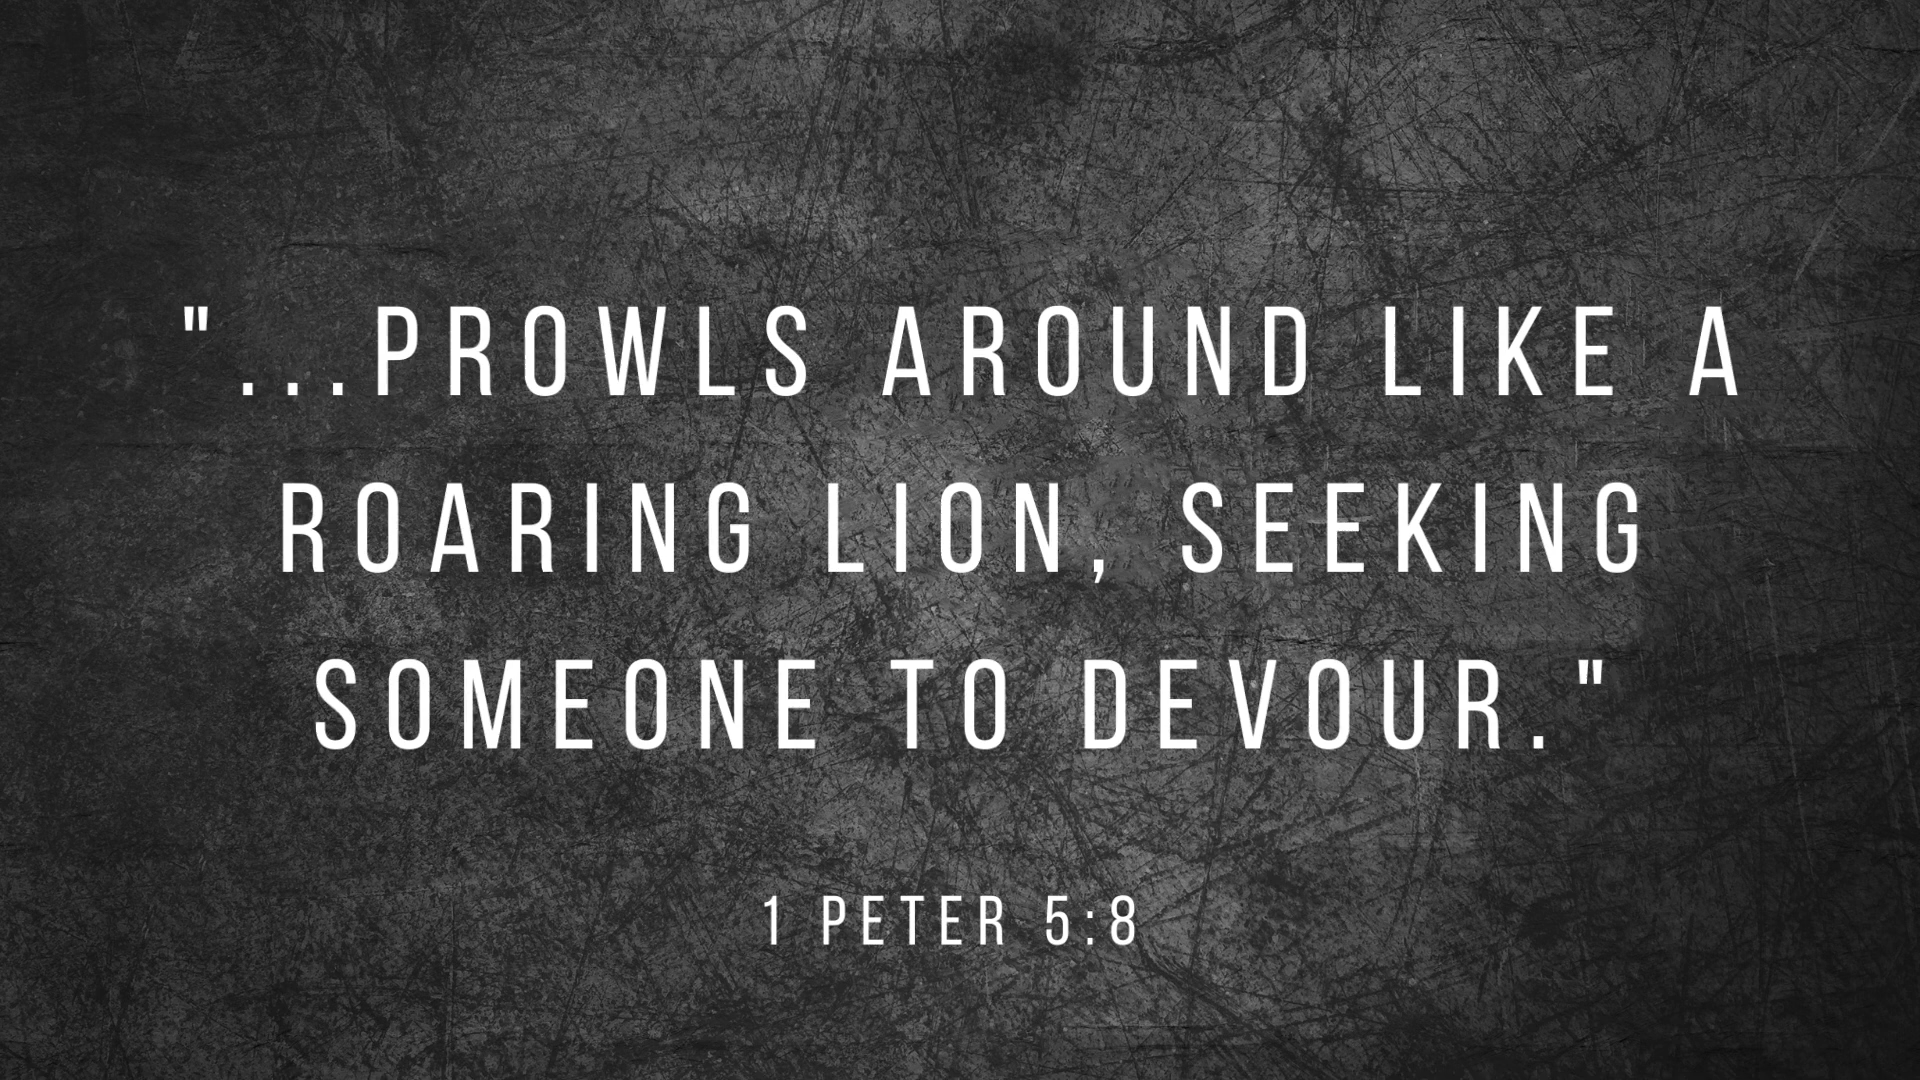 "...PROWLS AROUND LIKE A
ROARING LION, SEEKING
SOMEONE TO DEVOUR."
1 PETER 5:8